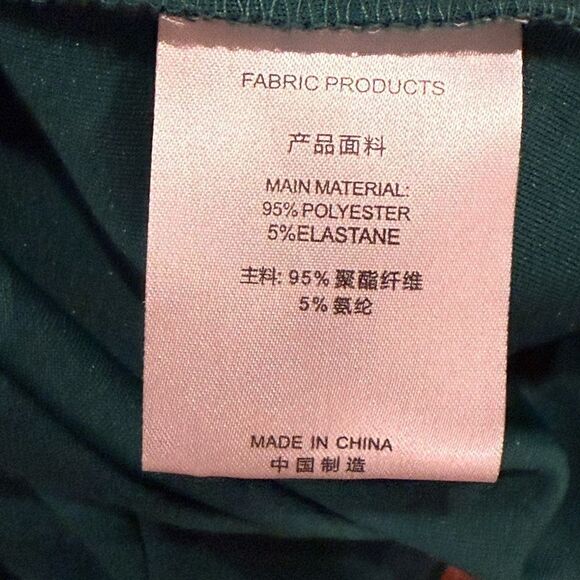 FABRIC PRODUCTS
产品面料
MAIN MATERIAL:
95% POLYESTER
5%ELASTANE
主料: 95% 聚酯纤维
5% 氨纶
MADE IN CHINA
中国制造